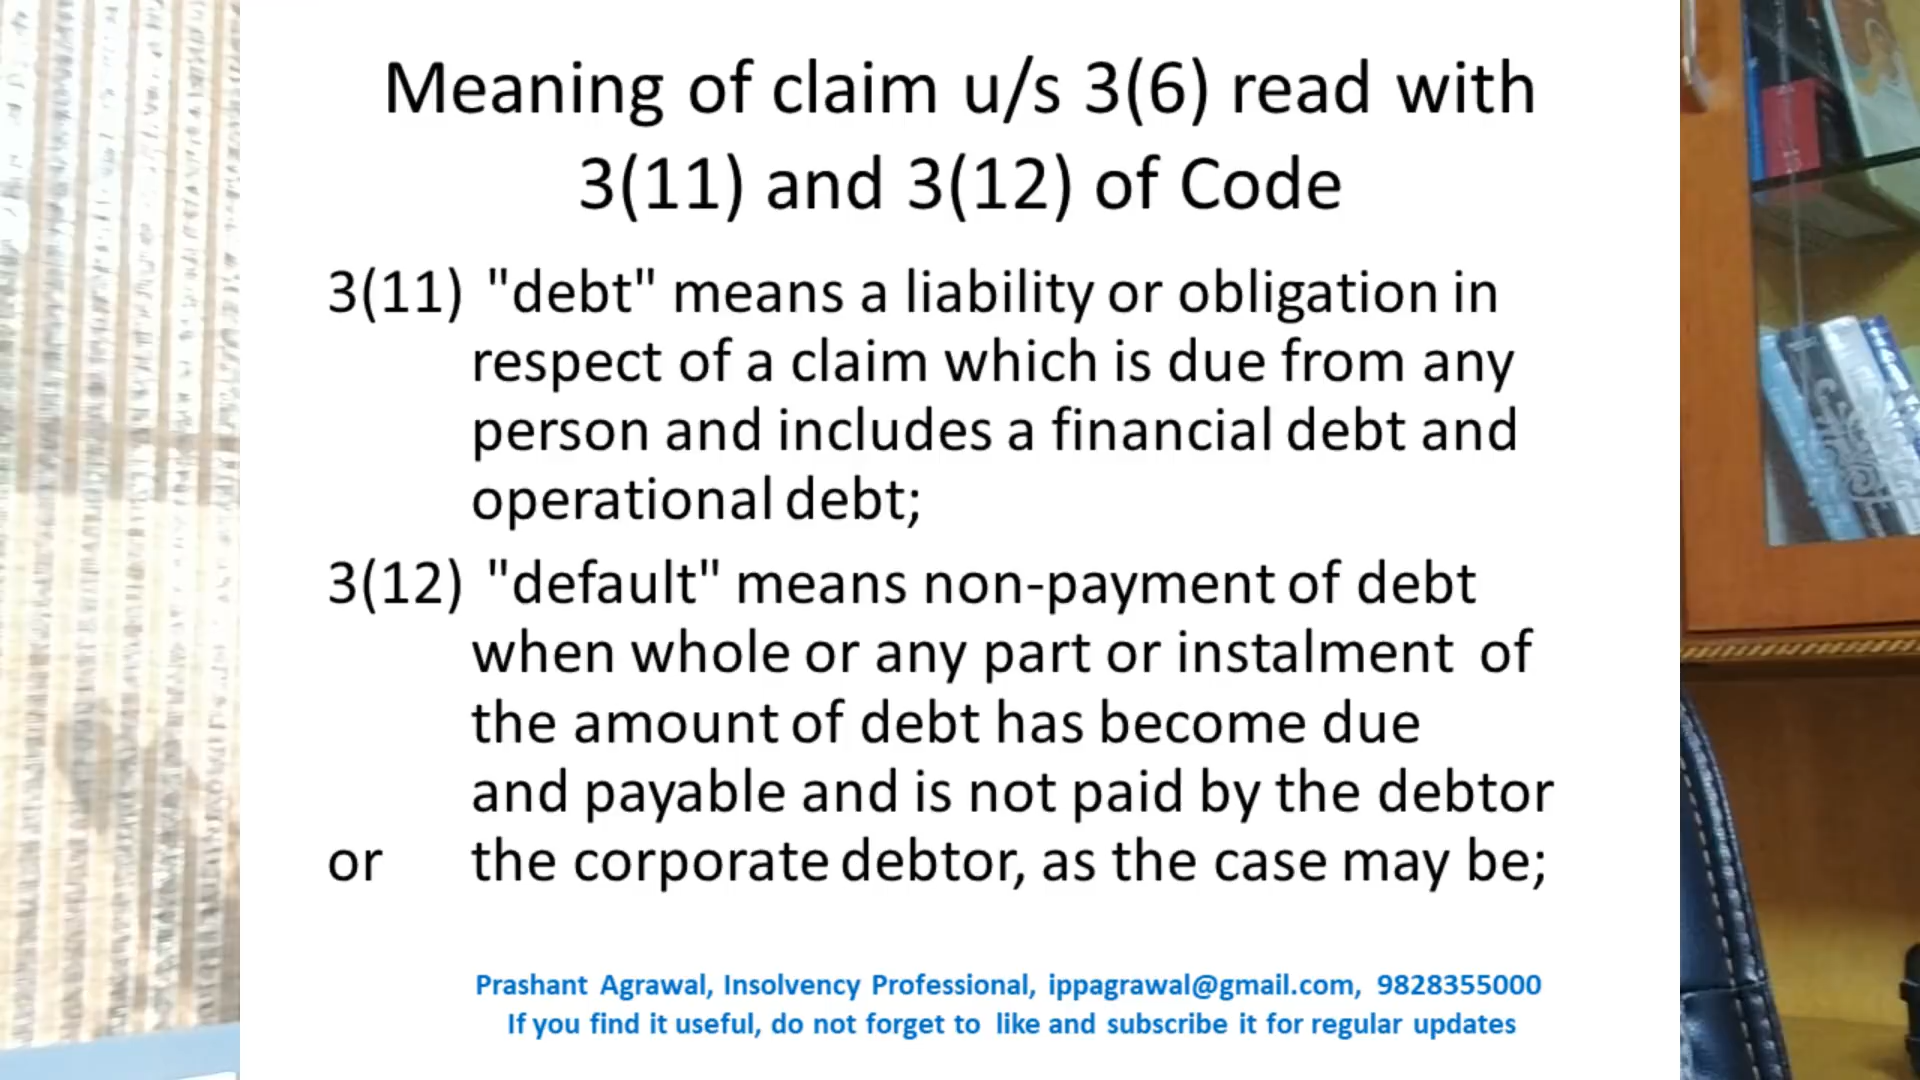 Meaning of claim u/s 3(6) read with
3(11) and 3(12) of Code
3(11) "debt" means a liability or obligation in
respect of a claim which is due from any
person and includes a financial debt and
operational debt;
3(12) "default" means non-payment of debt
when whole or any part or instalment of
the amount of debt has become due
and payable and is not paid by the debtor
or the corporate debtor, as the case may be;
Prashant Agrawal, Insolvency Professional, ippagrawal@gmail.com, 9828355000
If you find it useful, do not forget to like and subscribe it for regular updates